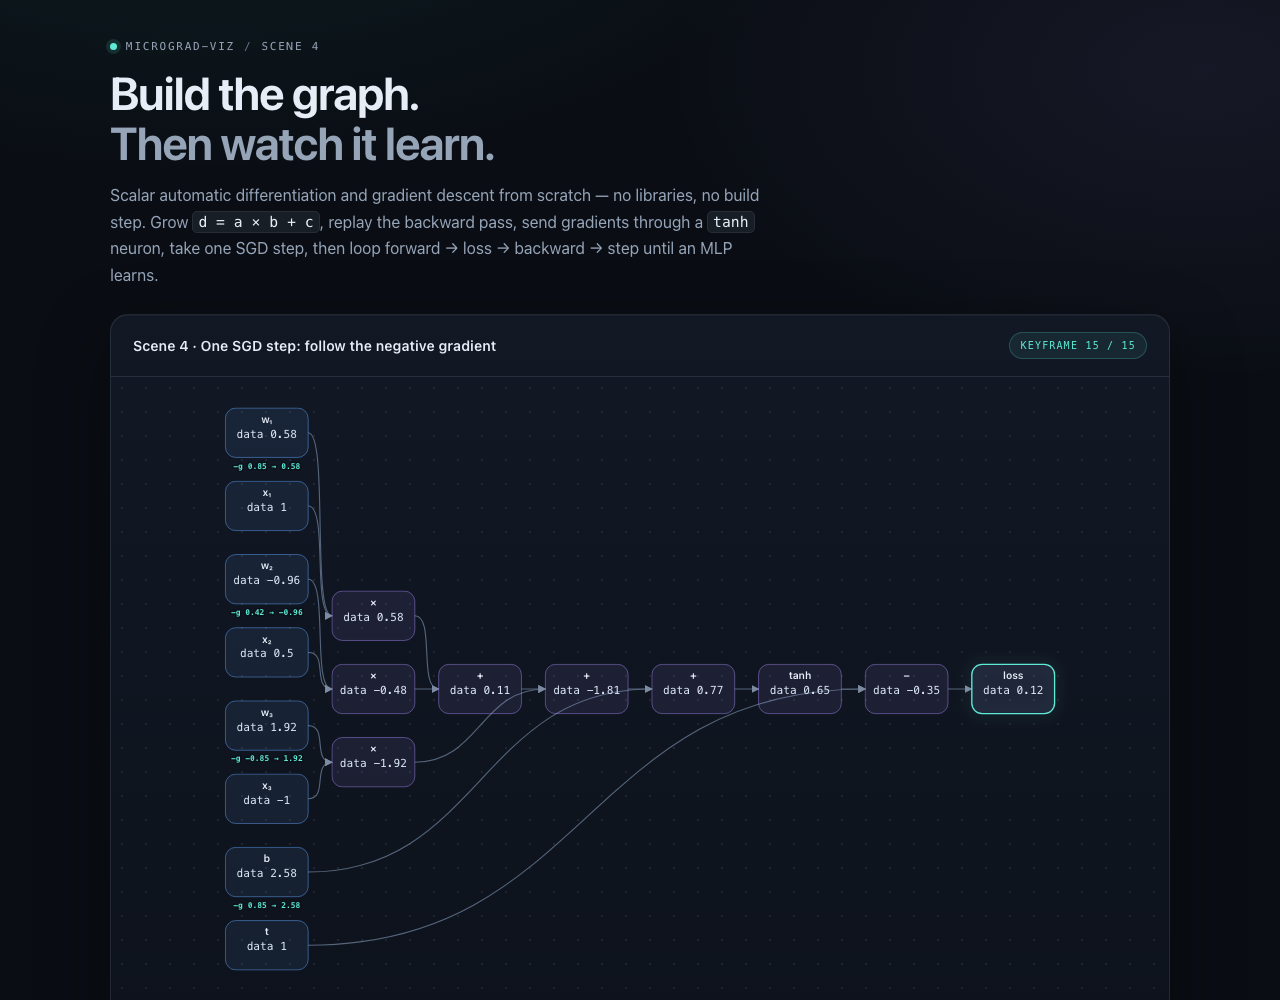 MICROGRAD-VIZ / SCENE 4
Build the graph.
Then watch it learn.
Scalar automatic differentiation and gradient descent from scratch — no libraries, no build
step. Grow d = a × b + c, replay the backward pass, send gradients through a tanh
neuron, take one SGD step, then loop forward → loss → backward → step until an MLP
learns.
Scene 4 · One SGD step: follow the negative gradient
KEYFRAME 15 / 15
w₁
data 0.58
−g 0.85 → 0.58
x₁
data 1
w₂
data −0.96
−g 0.42 → −0.96
x₂
data 0.5
w₃
data 1.92
−g −0.85 → 1.92
x₃
data −1
b
data 2.58
−g 0.85 → 2.58
t
data 1
×
data 0.58
×
data −0.48
×
data −1.92
+
data 0.11
+
data −1.81
+
data 0.77
tanh
data 0.65
−
data −0.35
loss
data 0.12